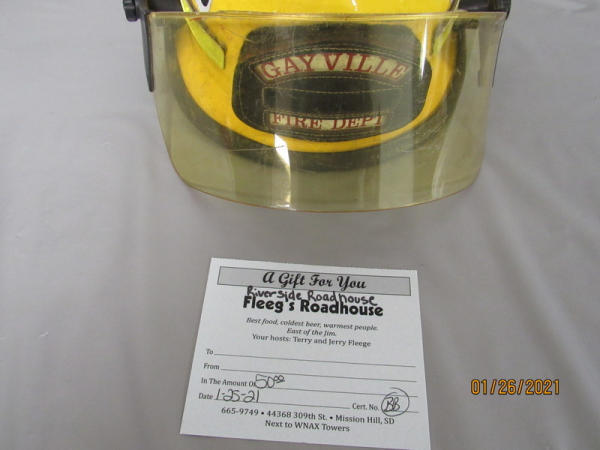 GAYVILLE
FIRE DEPT
A Gift For You
Riverside Roadhouse
Fleeg's Roadhouse
Best food, coldest beer, warmest people.
East of the Jim.
Your hosts: Terry and Jerry Fleege
To
From
In The Amount Of 50.00
Date 1-25-21 Cert. No. BB
665-9749 • 44368 309th St. • Mission Hill, SD
Next to WNAX Towers
01/26/2021